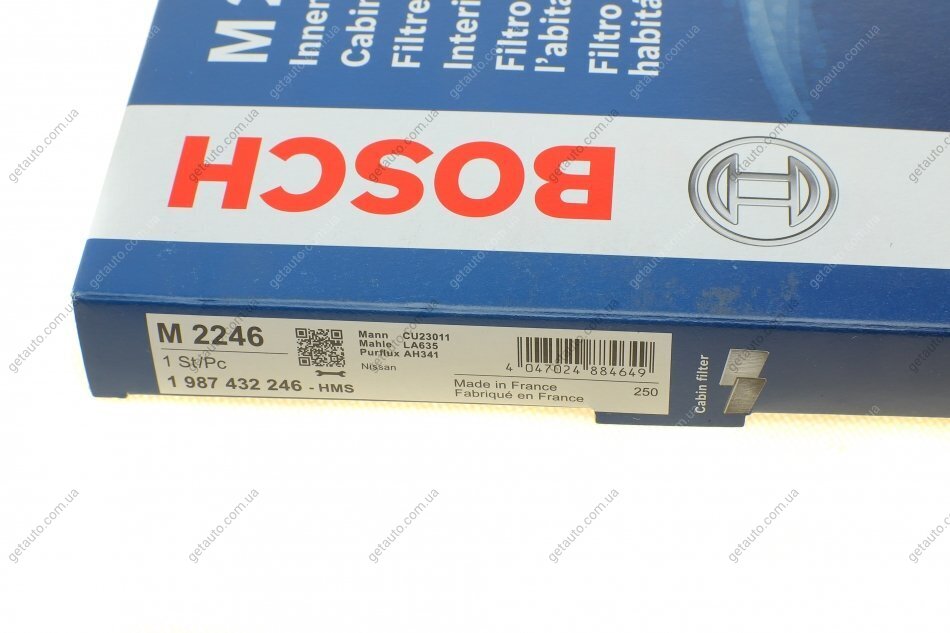 M 2
Inner
Cabin
Filtre
Interi
Filtro
l'abita
Filtro
habitá
BOSCH
M 2246
1 St/Pc
1 987 432 246 - HMS
Mann CU23011
Mahle LA635
Purflux AH341
Nissan
4 047024 884649
Made in France
Fabriqué en France
250
Cabin filter
getauto.com.ua